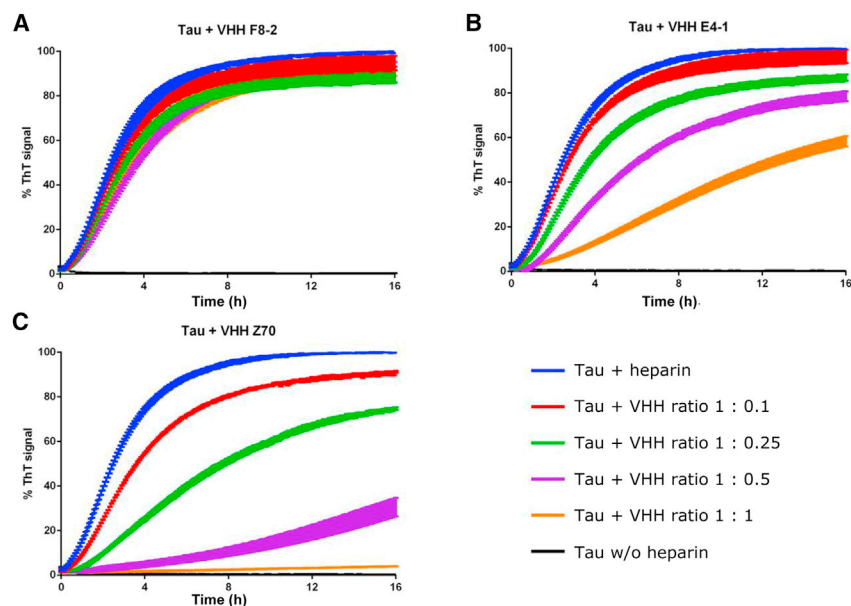 A
Tau + VHH F8-2
100
80
60
40
20
0
% ThT signal
0 4 8 12 16
Time (h)
B
Tau + VHH E4-1
100
80
60
40
20
0
% ThT signal
0 4 8 12 16
Time (h)
C
Tau + VHH Z70
100
80
60
40
20
0
% ThT signal
0 4 8 12 16
Time (h)
Tau + heparin
Tau + VHH ratio 1 : 0.1
Tau + VHH ratio 1 : 0.25
Tau + VHH ratio 1 : 0.5
Tau + VHH ratio 1 : 1
Tau w/o heparin